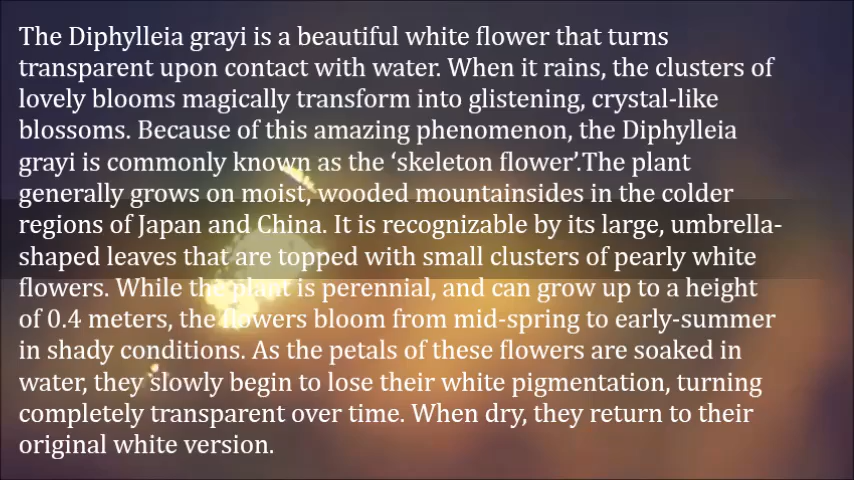 The Diphylleia grayi is a beautiful white flower that turns
transparent upon contact with water. When it rains, the clusters of
lovely blooms magically transform into glistening, crystal-like
blossoms. Because of this amazing phenomenon, the Diphylleia
grayi is commonly known as the ‘skeleton flower’.The plant
generally grows on moist, wooded mountainsides in the colder
regions of Japan and China. It is recognizable by its large, umbrella-
shaped leaves that are topped with small clusters of pearly white
flowers. While the plant is perennial, and can grow up to a height
of 0.4 meters, the flowers bloom from mid-spring to early-summer
in shady conditions. As the petals of these flowers are soaked in
water, they slowly begin to lose their white pigmentation, turning
completely transparent over time. When dry, they return to their
original white version.